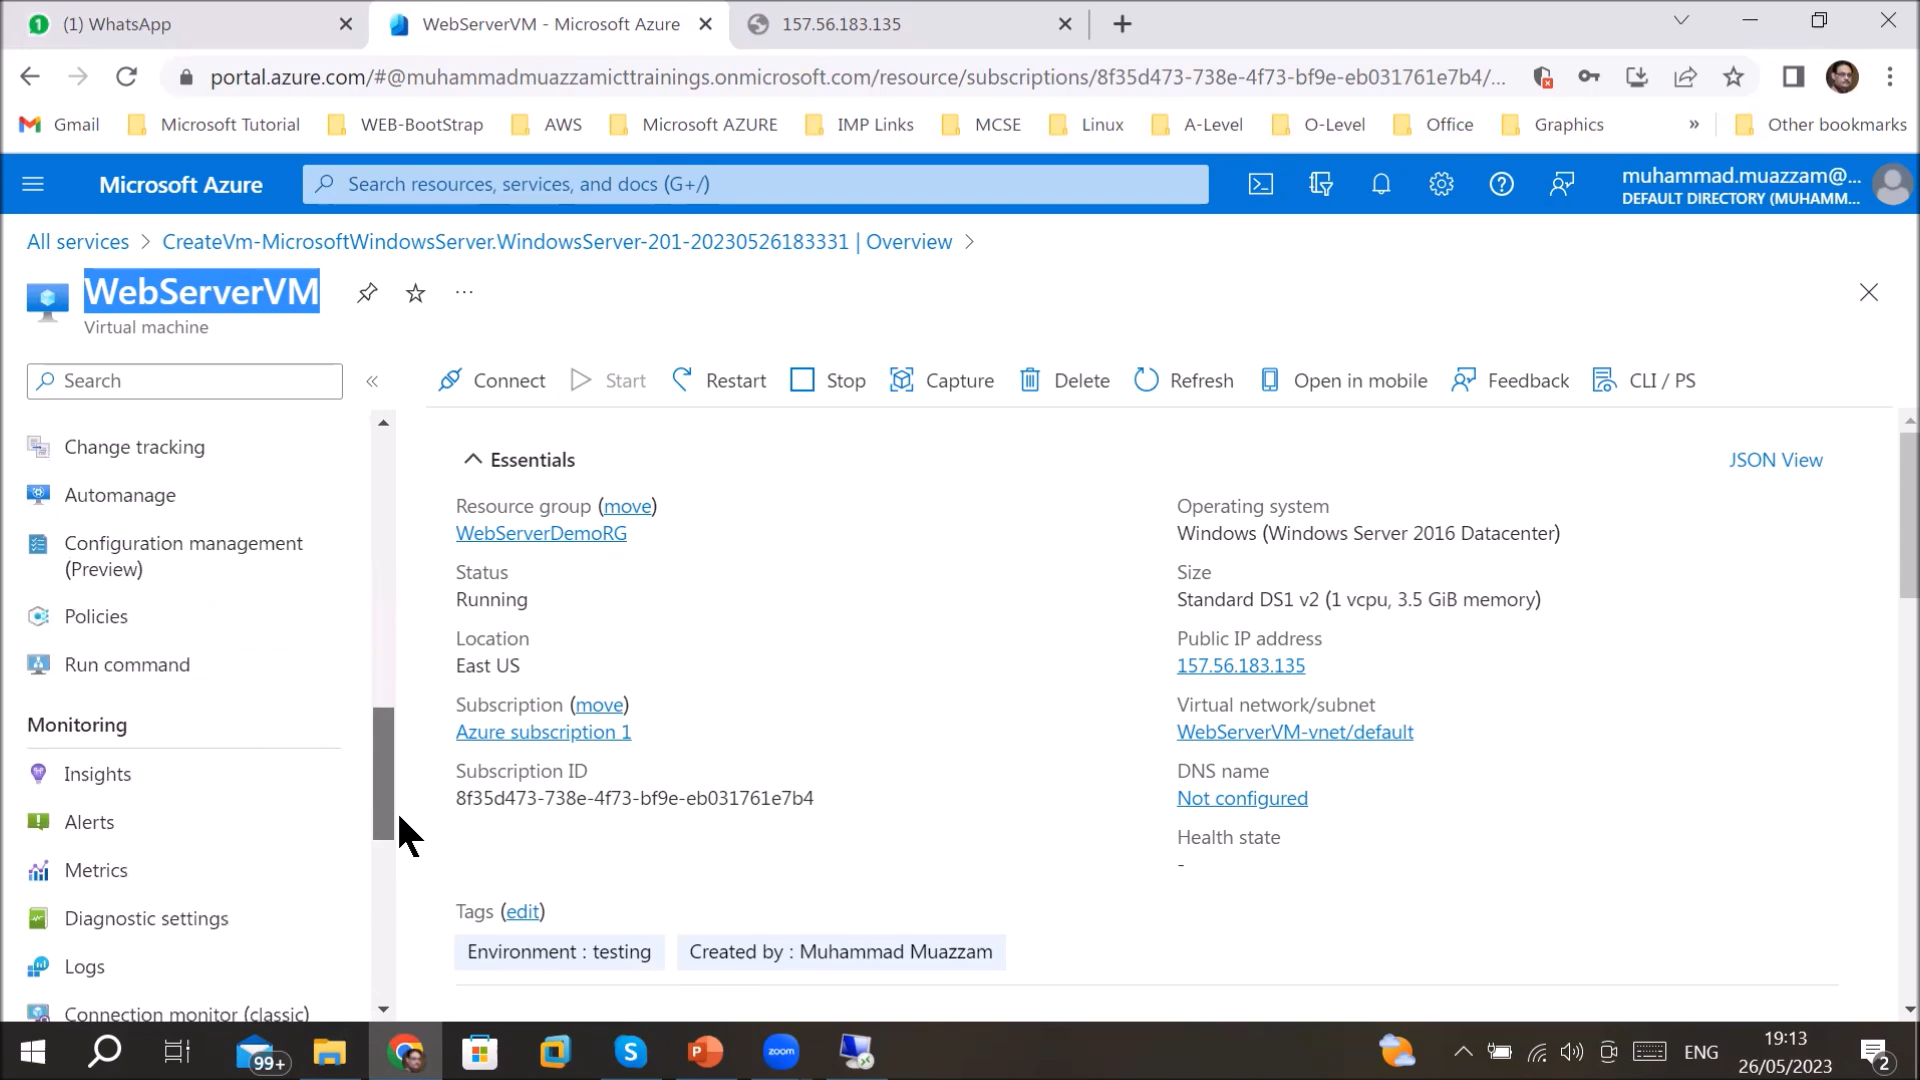 (1) WhatsApp
WebServerVM - Microsoft Azure
157.56.183.135
portal.azure.com/#@muhammadmuazzamicttrainings.onmicrosoft.com/resource/subscriptions/8f35d473-738e-4f73-bf9e-eb031761e7b4/...
Gmail
Microsoft Tutorial
WEB-BootStrap
AWS
Microsoft AZURE
IMP Links
MCSE
Linux
A-Level
O-Level
Office
Graphics
»
Other bookmarks
Microsoft Azure
Search resources, services, and docs (G+/)
muhammad.muazzam@...
DEFAULT DIRECTORY (MUHAMM...
All services > CreateVm-MicrosoftWindowsServer.WindowsServer-201-20230526183331 | Overview >
WebServerVM
Virtual machine
Search
Connect
Start
Restart
Stop
Capture
Delete
Refresh
Open in mobile
Feedback
CLI / PS
Change tracking
Automanage
Configuration management
(Preview)
Policies
Run command
Monitoring
Insights
Alerts
Metrics
Diagnostic settings
Logs
Connection monitor (classic)
Essentials
JSON View
Resource group (move)
WebServerDemoRG
Status
Running
Location
East US
Subscription (move)
Azure subscription 1
Subscription ID
8f35d473-738e-4f73-bf9e-eb031761e7b4
Operating system
Windows (Windows Server 2016 Datacenter)
Size
Standard DS1 v2 (1 vcpu, 3.5 GiB memory)
Public IP address
157.56.183.135
Virtual network/subnet
WebServerVM-vnet/default
DNS name
Not configured
Health state
-
Tags (edit)
Environment : testing
Created by : Muhammad Muazzam
99+
S
P
zoom
ENG
19:13
26/05/2023
2